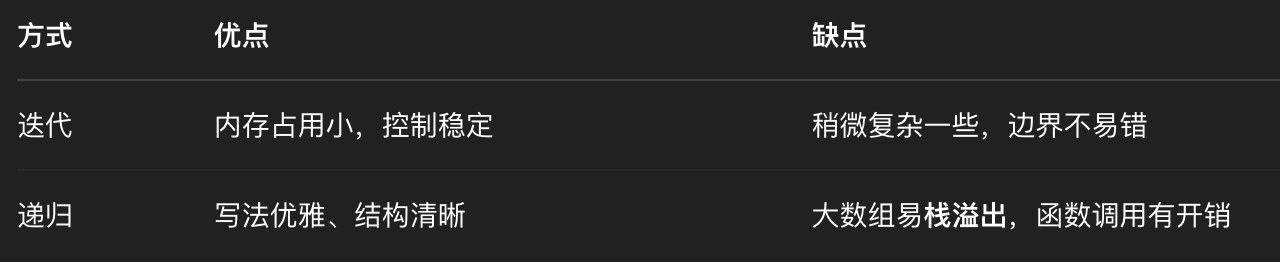 方式 优点 缺点
迭代 内存占用小，控制稳定 稍微复杂一些，边界不易错
递归 写法优雅、结构清晰 大数组易栈溢出，函数调用有开销